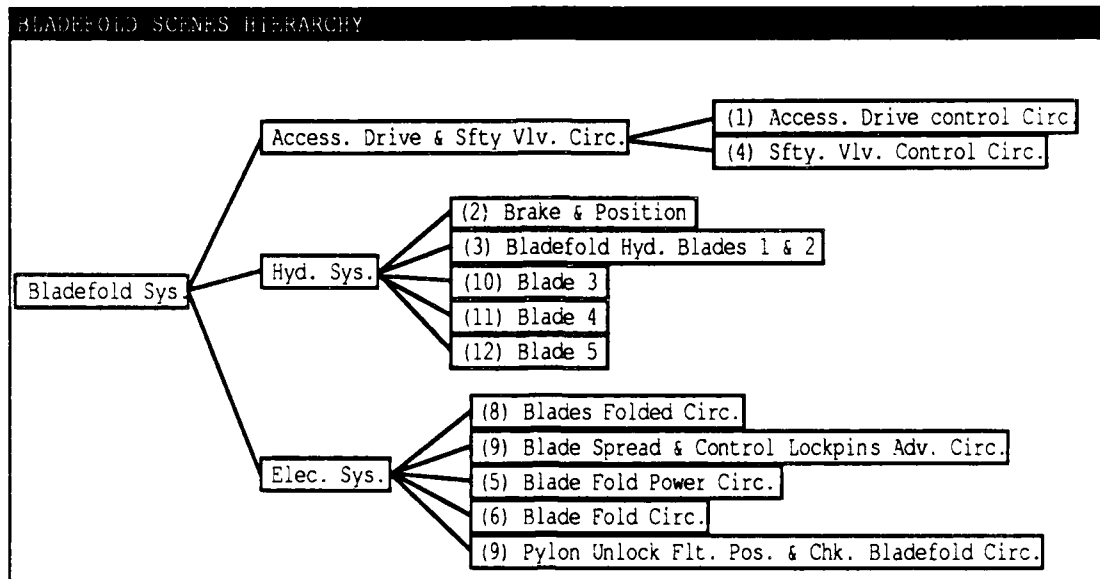 BLADEFOLD SCENES HIERARCHY
Bladefold Sys.
Access. Drive & Sfty Vlv. Circ.
(1) Access. Drive control Circ.
(4) Sfty. Vlv. Control Circ.
Hyd. Sys.
(2) Brake & Position
(3) Bladefold Hyd. Blades 1 & 2
(10) Blade 3
(11) Blade 4
(12) Blade 5
Elec. Sys.
(8) Blades Folded Circ.
(9) Blade Spread & Control Lockpins Adv. Circ.
(5) Blade Fold Power Circ.
(6) Blade Fold Circ.
(9) Pylon Unlock Flt. Pos. & Chk. Bladefold Circ.